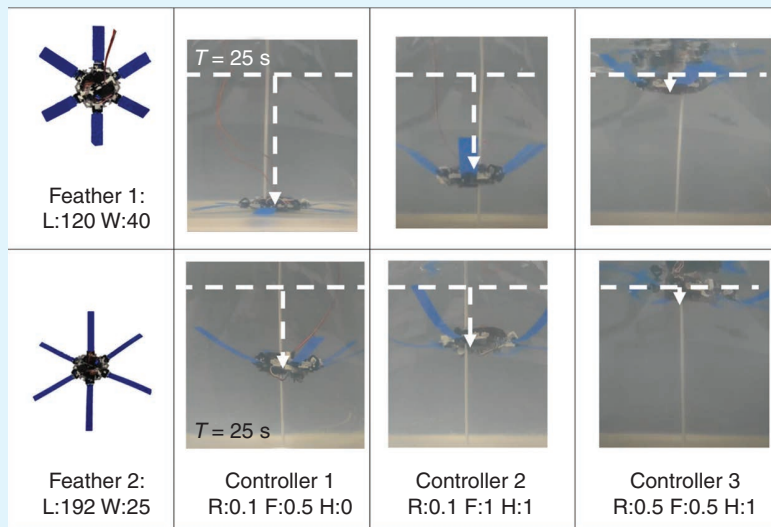 T = 25 s
Feather 1:
L:120 W:40
T = 25 s
Feather 2:
L:192 W:25
Controller 1
R:0.1 F:0.5 H:0
Controller 2
R:0.1 F:1 H:1
Controller 3
R:0.5 F:0.5 H:1